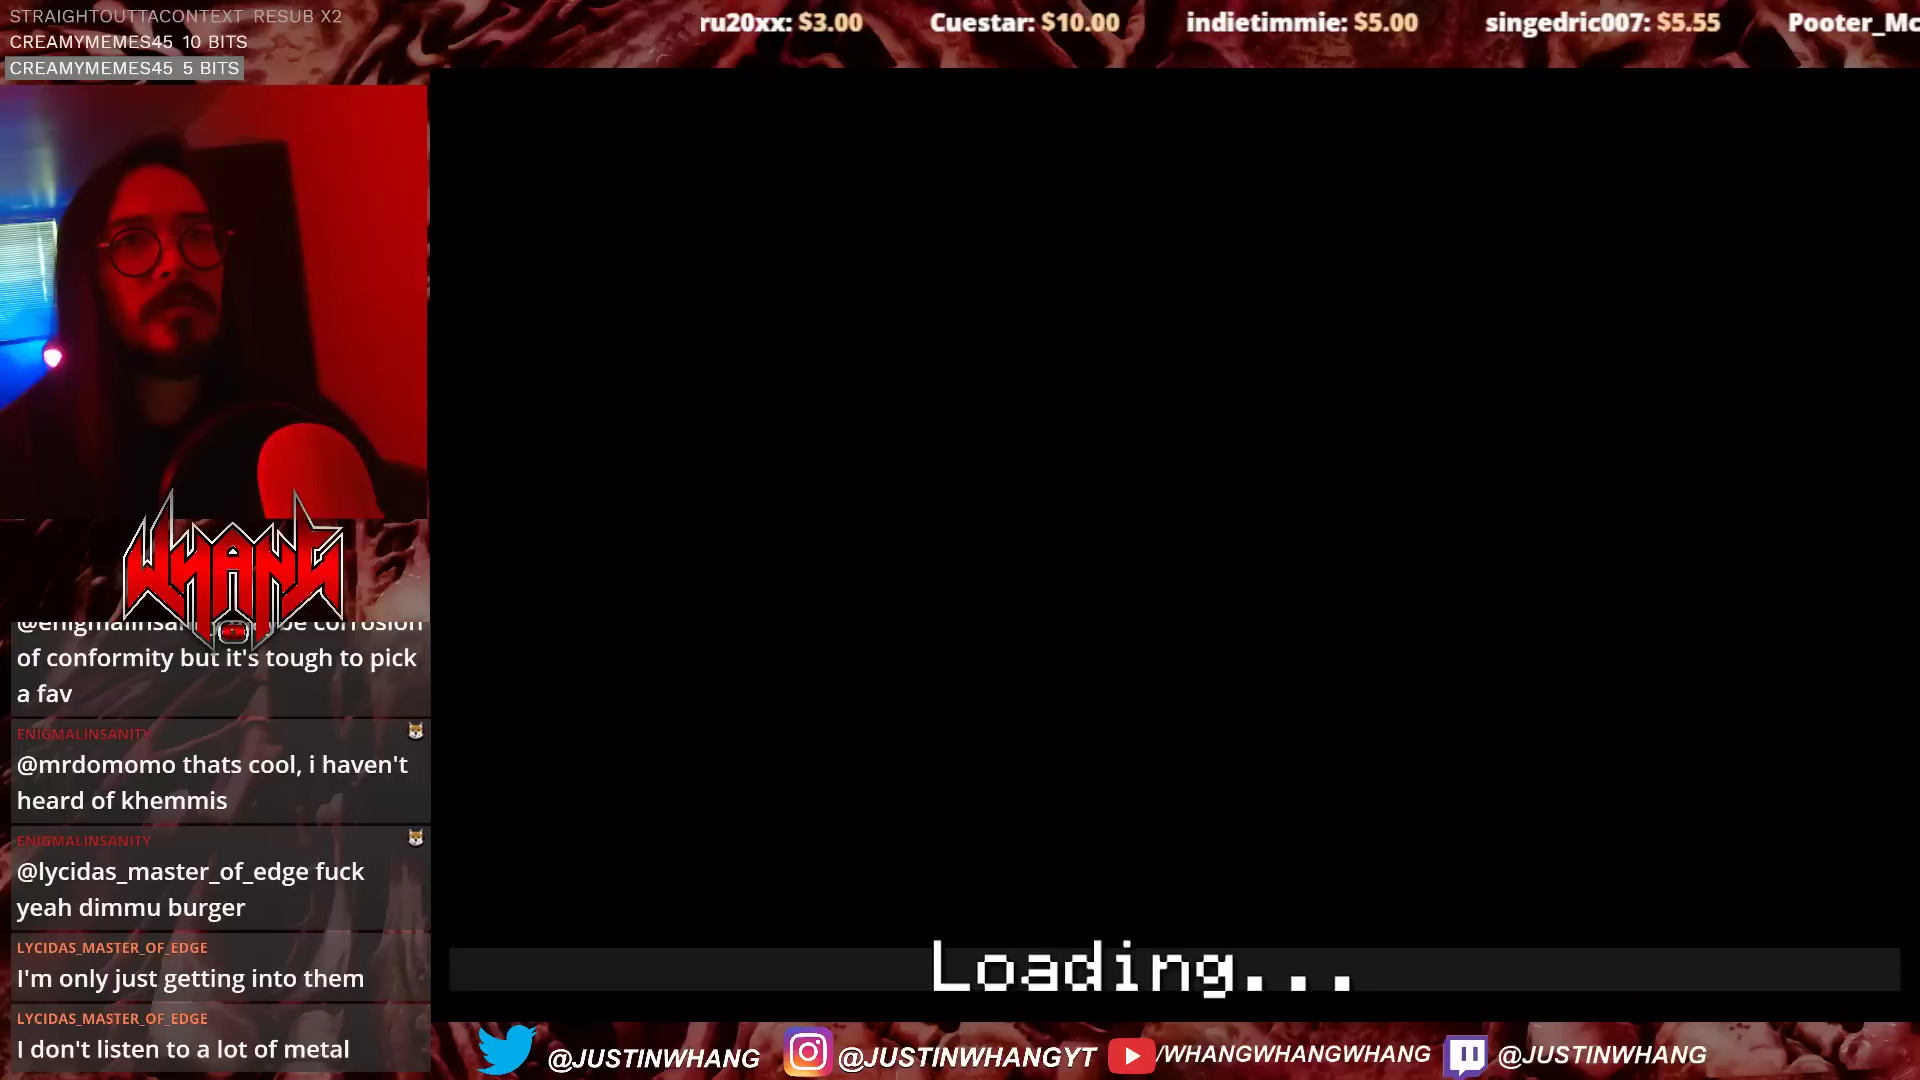 STRAIGHTOUTTACONTEXT RESUB X2
CREAMYMEMES45 10 BITS
CREAMYMEMES45 5 BITS
ru20xx: $3.00 Cuestar: $10.00 indietimmie: $5.00 singedric007: $5.55 Pooter_Mc
WHANG
corrosion
of conformity but it's tough to pick
a fav
ENIGMALINSANITY
@mrdomomo thats cool, i haven't
heard of khemmis
ENIGMALINSANITY
@lycidas_master_of_edge fuck
yeah dimmu burger
LYCIDAS_MASTER_OF_EDGE
I'm only just getting into them
LYCIDAS_MASTER_OF_EDGE
I don't listen to a lot of metal
Loading...
@JUSTINWHANG @JUSTINWHANGYT /WHANGWHANGWHANG @JUSTINWHANG